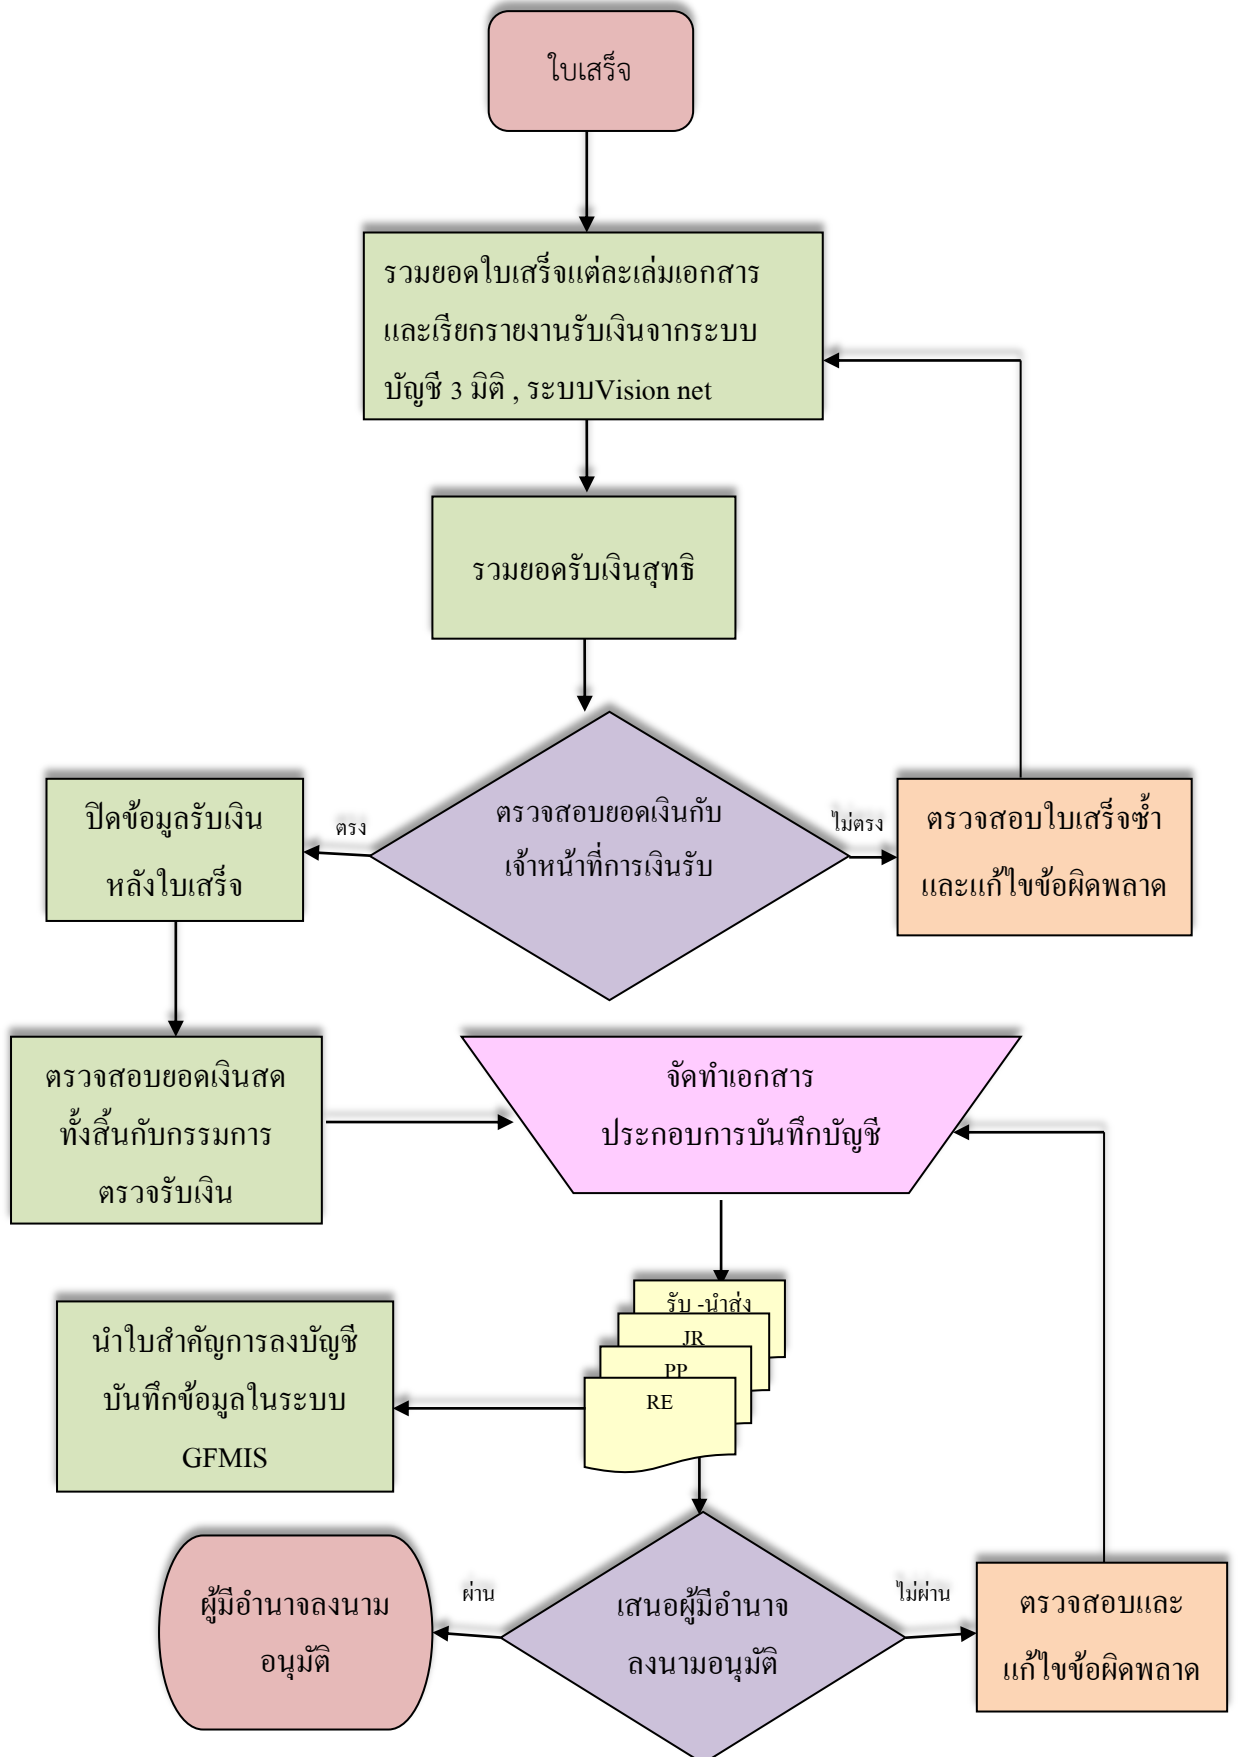 ใบเสร็จ
รวมยอดใบเสร็จแต่ละเล่มเอกสาร
และเรียกรายงานรับเงินจากระบบ
บัญชี 3 มิติ , ระบบVision net
รวมยอดรับเงินสุทธิ
ตรวจสอบยอดเงินกับ
เจ้าหน้าที่การเงินรับ
ตรง
ไม่ตรง
ปิดข้อมูลรับเงิน
หลังใบเสร็จ
ตรวจสอบใบเสร็จซ้ำ
และแก้ไขข้อผิดพลาด
ตรวจสอบยอดเงินสด
ทั้งสิ้นกับกรรมการ
ตรวจรับเงิน
จัดทำเอกสาร
ประกอบการบันทึกบัญชี
รับ -นำส่ง
JR
PP
RE
นำใบสำคัญการลงบัญชี
บันทึกข้อมูลในระบบ
GFMIS
เสนอผู้มีอำนาจ
ลงนามอนุมัติ
ผ่าน
ไม่ผ่าน
ผู้มีอำนาจลงนาม
อนุมัติ
ตรวจสอบและ
แก้ไขข้อผิดพลาด